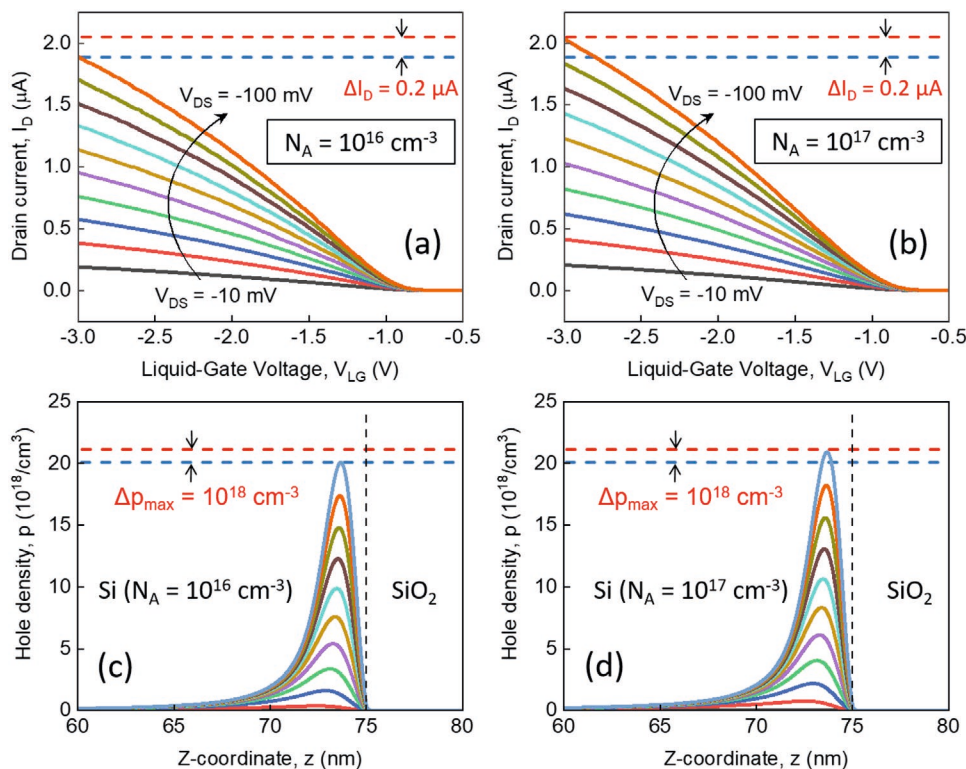 2.0
1.5
1.0
0.5
0.0
Drain current, I_D (μA)
ΔI_D = 0.2 μA
V_DS = -100 mV
N_A = 10^16 cm^-3
(a)
V_DS = -10 mV
-3.0 -2.5 -2.0 -1.5 -1.0 -0.5
Liquid-Gate Voltage, V_LG (V)
2.0
1.5
1.0
0.5
0.0
Drain current, I_D (μA)
ΔI_D = 0.2 μA
V_DS = -100 mV
N_A = 10^17 cm^-3
(b)
V_DS = -10 mV
-3.0 -2.5 -2.0 -1.5 -1.0 -0.5
Liquid-Gate Voltage, V_LG (V)
25
20
15
10
5
0
Hole density, p (10^18/cm^3)
Δp_max = 10^18 cm^-3
Si (N_A = 10^16 cm^-3)
SiO_2
(c)
60 65 70 75 80
Z-coordinate, z (nm)
25
20
15
10
5
0
Hole density, p (10^18/cm^3)
Δp_max = 10^18 cm^-3
Si (N_A = 10^17 cm^-3)
SiO_2
(d)
60 65 70 75 80
Z-coordinate, z (nm)